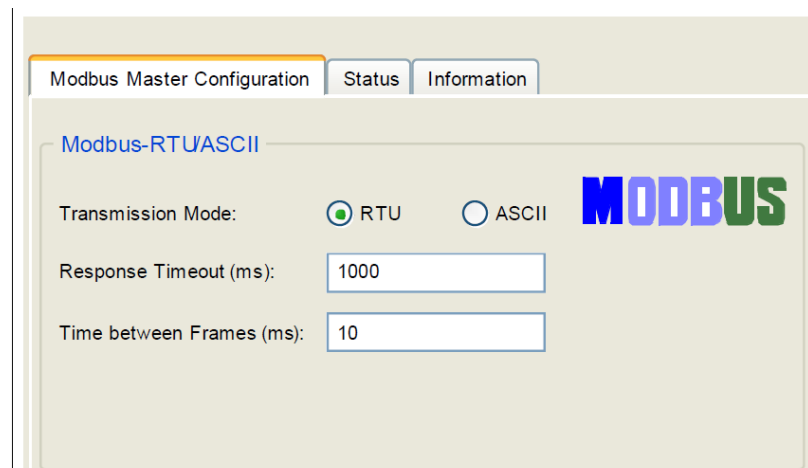 Modbus Master Configuration Status Information
Modbus-RTU/ASCII
Transmission Mode: RTU ASCII MODBUS
Response Timeout (ms): 1000
Time between Frames (ms): 10